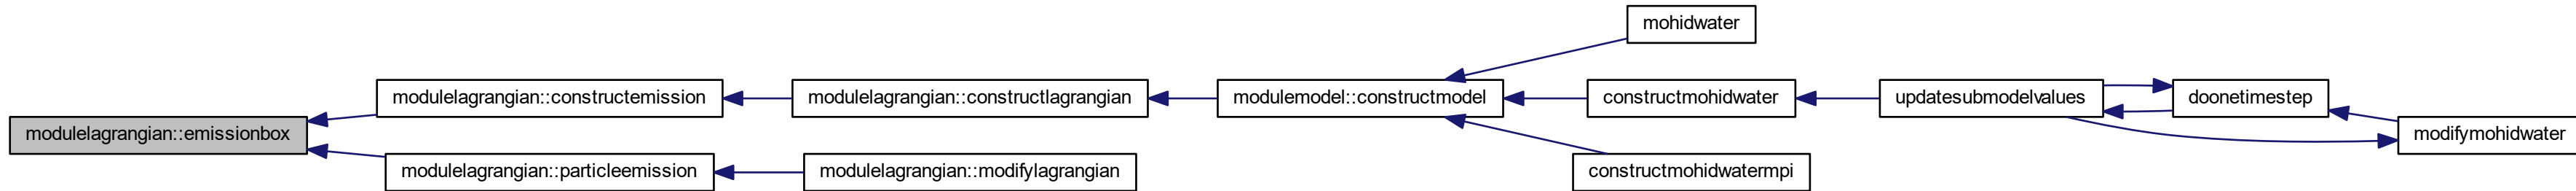 mohidwater
modulelagrangian::constructemission
modulelagrangian::constructlagrangian
modulemodel::constructmodel
constructmohidwater
updatesubmodelvalues
doonetimestep
modulelagrangian::emissionbox
modifymohidwater
modulelagrangian::particleemission
modulelagrangian::modifylagrangian
constructmohidwatermpi